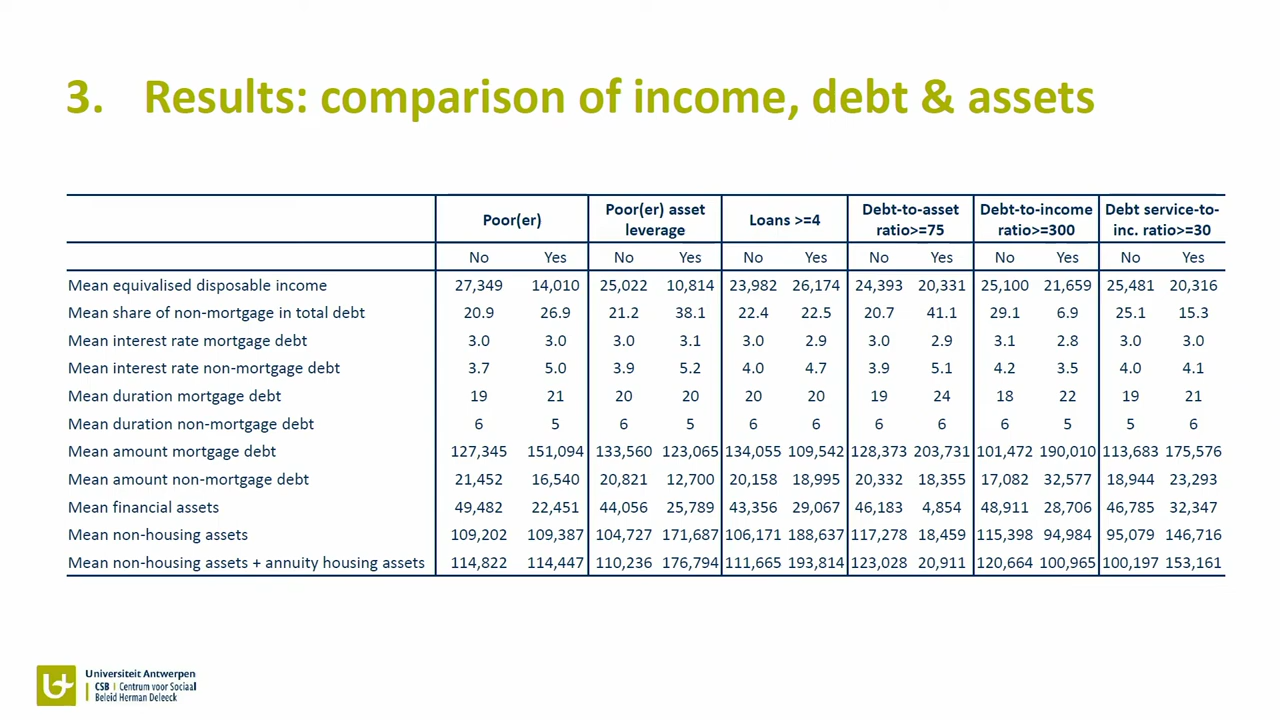 3. Results: comparison of income, debt & assets
Poor(er) Poor(er) asset leverage Loans >=4 Debt-to-asset ratio>=75 Debt-to-income ratio>=300 Debt service-to-inc. ratio>=30
No Yes No Yes No Yes No Yes No Yes No Yes
Mean equivalised disposable income 27,349 14,010 25,022 10,814 23,982 26,174 24,393 20,331 25,100 21,659 25,481 20,316
Mean share of non-mortgage in total debt 20.9 26.9 21.2 38.1 22.4 22.5 20.7 41.1 29.1 6.9 25.1 15.3
Mean interest rate mortgage debt 3.0 3.0 3.0 3.1 3.0 2.9 3.0 2.9 3.1 2.8 3.0 3.0
Mean interest rate non-mortgage debt 3.7 5.0 3.9 5.2 4.0 4.7 3.9 5.1 4.2 3.5 4.0 4.1
Mean duration mortgage debt 19 21 20 20 20 20 19 24 18 22 19 21
Mean duration non-mortgage debt 6 5 6 5 6 6 6 6 6 5 5 6
Mean amount mortgage debt 127,345 151,094 133,560 123,065 134,055 109,542 128,373 203,731 101,472 190,010 113,683 175,576
Mean amount non-mortgage debt 21,452 16,540 20,821 12,700 20,158 18,995 20,332 18,355 17,082 32,577 18,944 23,293
Mean financial assets 49,482 22,451 44,056 25,789 43,356 29,067 46,183 4,854 48,911 28,706 46,785 32,347
Mean non-housing assets 109,202 109,387 104,727 171,687 106,171 188,637 117,278 18,459 115,398 94,984 95,079 146,716
Mean non-housing assets + annuity housing assets 114,822 114,447 110,236 176,794 111,665 193,814 123,028 20,911 120,664 100,965 100,197 153,161
Universiteit Antwerpen
CSB | Centrum voor Sociaal
Beleid Herman Deleeck